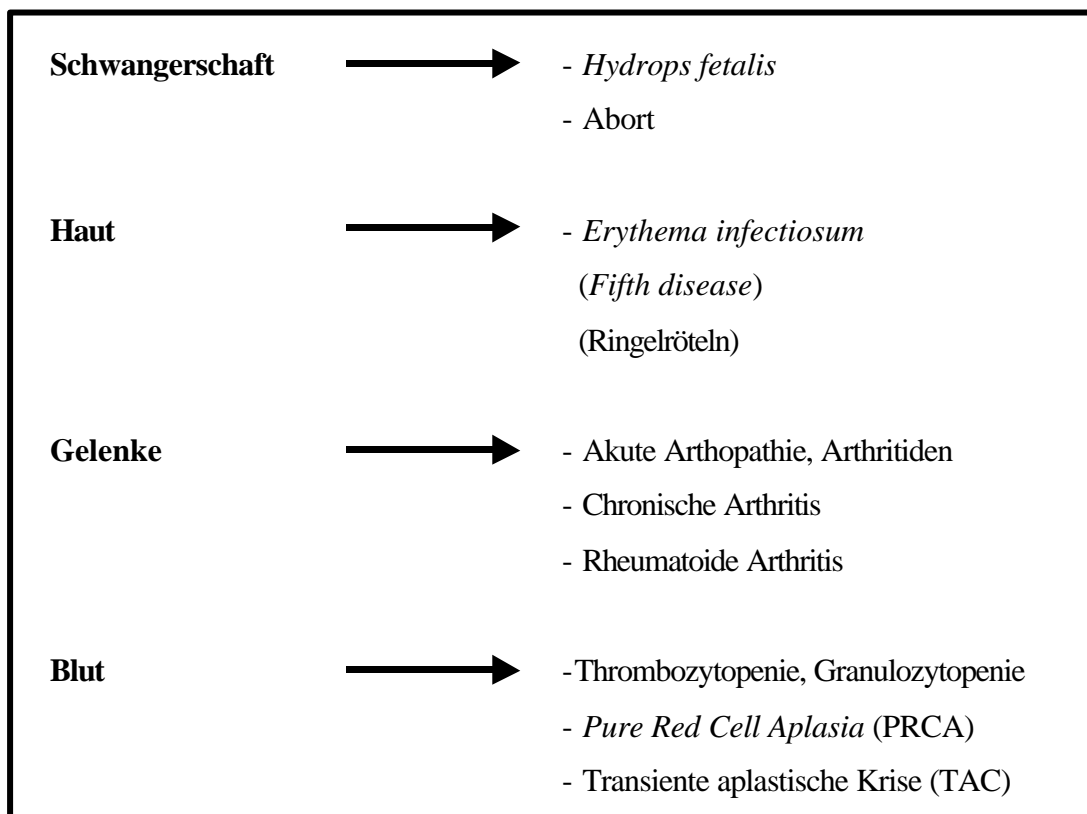 Schwangerschaft - Hydrops fetalis
- Abort
Haut - Erythema infectiosum
(Fifth disease)
(Ringelröteln)
Gelenke - Akute Arthopathie, Arthritiden
- Chronische Arthritis
- Rheumatoide Arthritis
Blut -Thrombozytopenie, Granulozytopenie
- Pure Red Cell Aplasia (PRCA)
- Transiente aplastische Krise (TAC)